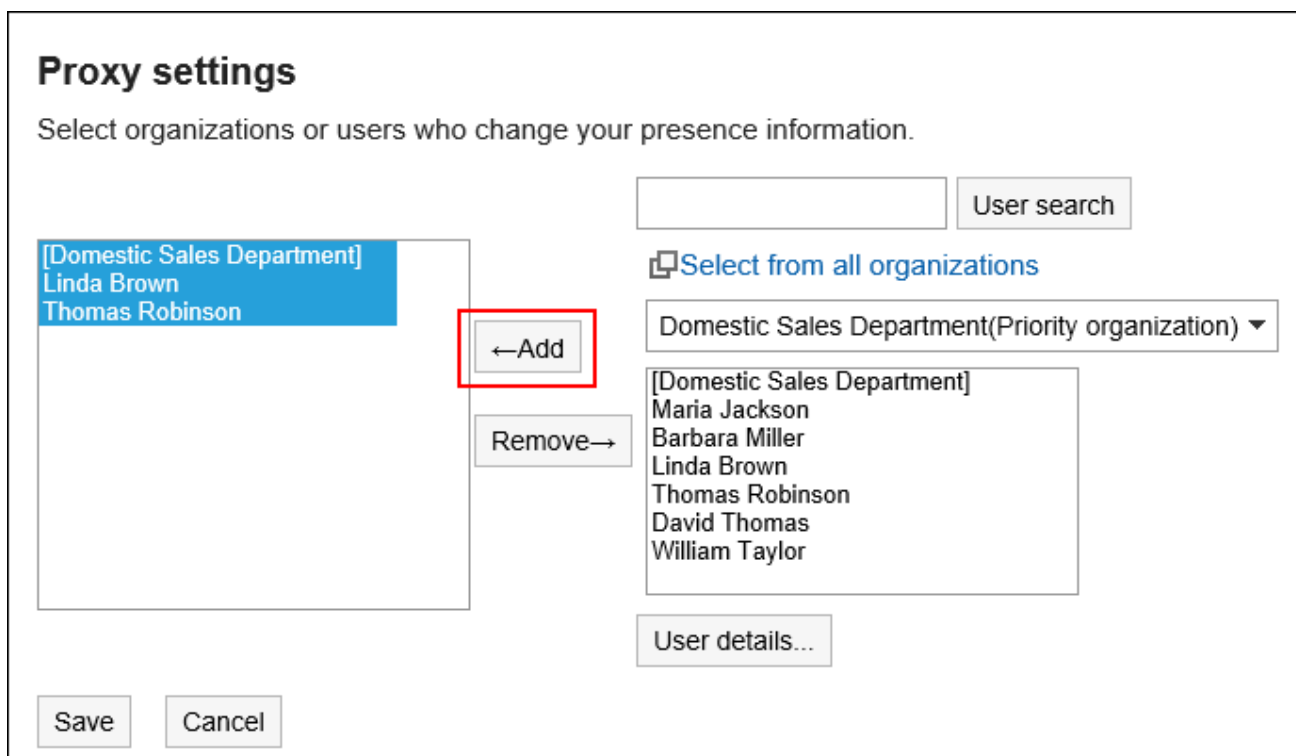 Proxy settings
Select organizations or users who change your presence information.
User search
[Domestic Sales Department]
Linda Brown
Thomas Robinson
←Add
Remove→
Select from all organizations
Domestic Sales Department(Priority organization)
[Domestic Sales Department]
Maria Jackson
Barbara Miller
Linda Brown
Thomas Robinson
David Thomas
William Taylor
User details...
Save
Cancel